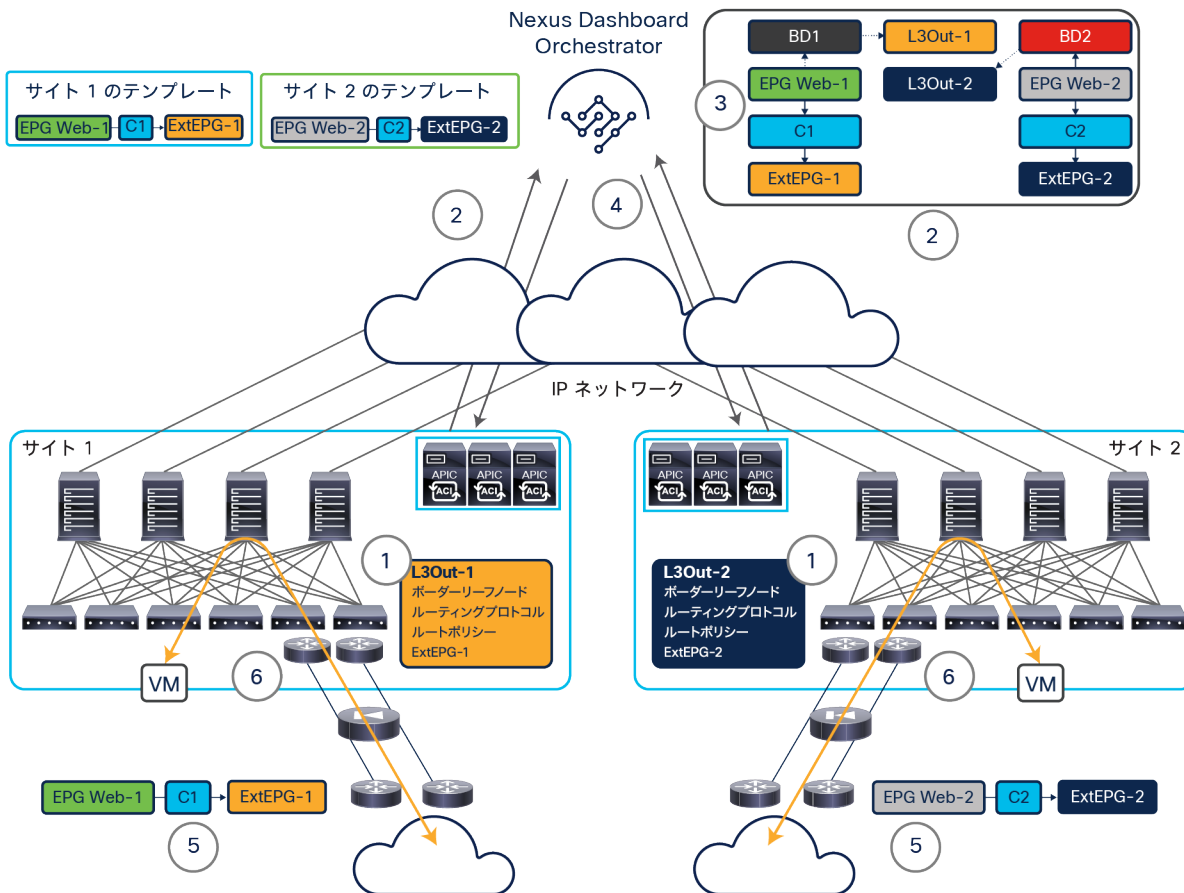 Nexus Dashboard
Orchestrator
サイト 1 のテンプレート
EPG Web-1
C1
ExtEPG-1
サイト 2 のテンプレート
EPG Web-2
C2
ExtEPG-2
BD1
L3Out-1
BD2
EPG Web-1
L3Out-2
EPG Web-2
3
C1
C2
ExtEPG-1
ExtEPG-2
2
4
2
IP ネットワーク
サイト 1
APIC
ACI
APIC
ACI
APIC
ACI
サイト 2
APIC
ACI
APIC
ACI
APIC
ACI
1
L3Out-1
ボーダーリーフノード
ルーティングプロトコル
ルートポリシー
ExtEPG-1
1
L3Out-2
ボーダーリーフノード
ルーティングプロトコル
ルートポリシー
ExtEPG-2
VM
6
6
VM
EPG Web-1
C1
ExtEPG-1
5
EPG Web-2
C2
ExtEPG-2
5